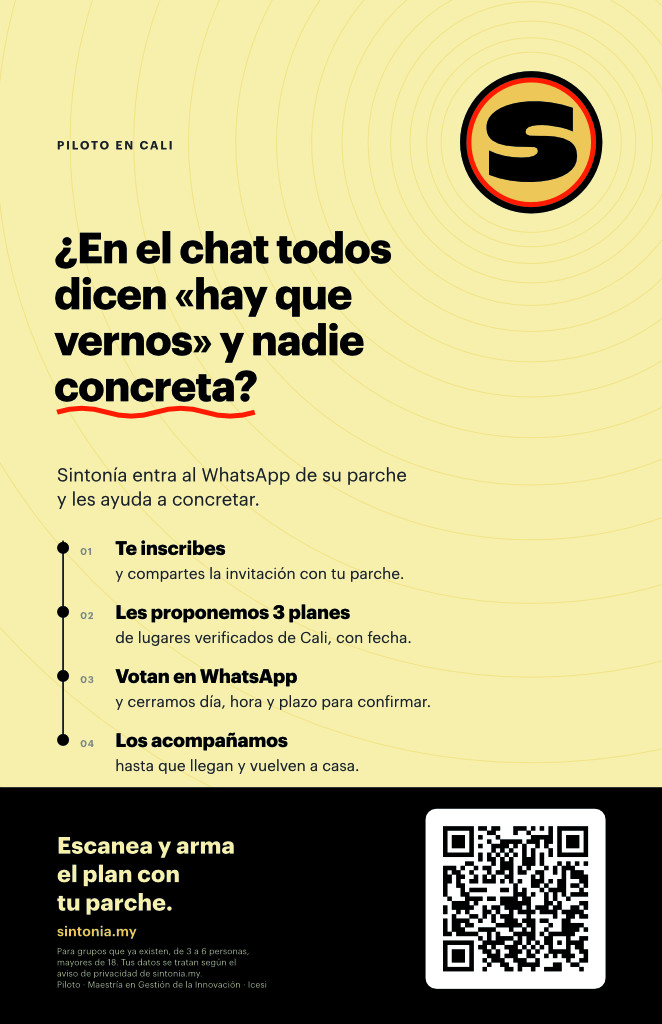 PILOTO EN CALI
S
¿En el chat todos
dicen «hay que
vernos» y nadie
concreta?
Sintonía entra al WhatsApp de su parche
y les ayuda a concretar.
01 Te inscribes
y compartes la invitación con tu parche.
02 Les proponemos 3 planes
de lugares verificados de Cali, con fecha.
03 Votan en WhatsApp
y cerramos día, hora y plazo para confirmar.
04 Los acompañamos
hasta que llegan y vuelven a casa.
Escanea y arma
el plan con
tu parche.
sintonia.my
Para grupos que ya existen, de 3 a 6 personas,
mayores de 18. Tus datos se tratan según el
aviso de privacidad de sintonia.my.
Piloto · Maestría en Gestión de la Innovación · Icesi